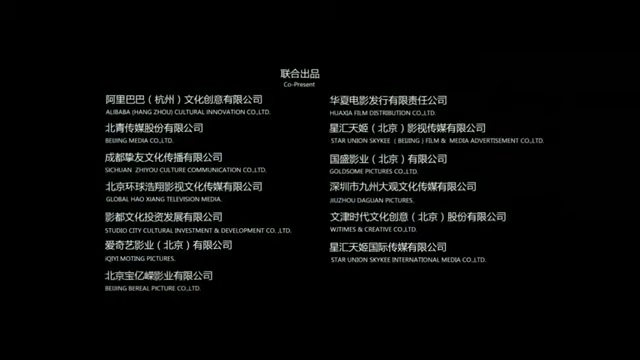 联合出品
Co-Present
阿里巴巴（杭州）文化创意有限公司
ALIBABA (HANG ZHOU) CULTURAL INNOVATION CO.,LTD.
北青传媒股份有限公司
BEIJING MEDIA CO.,LTD.
成都挚友文化传播有限公司
SICHUAN ZHIYOU CULTURE COMMUNICATION CO.,LTD.
北京环球浩翔影视文化传媒有限公司
GLOBAL HAO XIANG TELEVISION MEDIA.
影都文化投资发展有限公司
STUDIO CITY CULTURAL INVESTMENT & DEVELOPMENT CO. ,LTD.
爱奇艺影业（北京）有限公司
iQIYI MOTING PICTURES.
北京宝亿嵘影业有限公司
BEIJING BEREAL PICTURE CO.,LTD.
华夏电影发行有限责任公司
HUAXIA FILM DISTRIBUTION CO.,LTD.
星汇天姬（北京）影视传媒有限公司
STAR UNION SKYKEE （ BEIJING ) FILM & MEDIA ADVERTISEMENT CO.,LTD.
国盛影业（北京）有限公司
GOLDSOME PICTURES CO.,LTD.
深圳市九州大观文化传媒有限公司
JIUZHOU DAGUAN PICTURES.
文津时代文化创意（北京）股份有限公司
WJTIMES & CREATIVE CO.,LTD.
星汇天姬国际传媒有限公司
STAR UNION SKYKEE INTERNATIONAL MEDIA CO.,LTD.